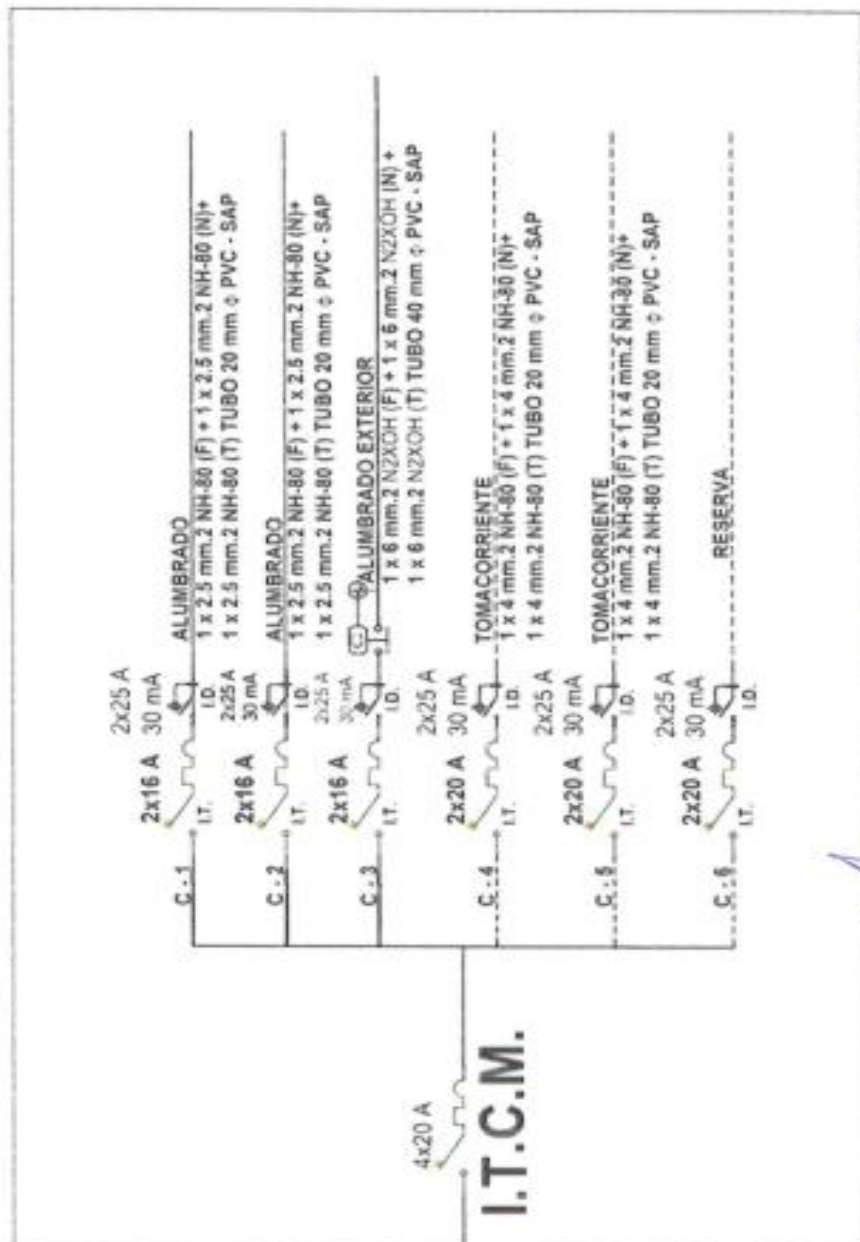 4x20 A
I.T.C.M.
C - 1
2x16 A
I.T.
2x25 A
30 mA
I.D.
ALUMBRADO
1 x 2.5 mm.2 NH-80 (F) + 1 x 2.5 mm.2 NH-80 (N)+
1 x 2.5 mm.2 NH-80 (T) TUBO 20 mm ϕ PVC - SAP
C - 2
2x16 A
I.T.
2x25 A
30 mA
I.D.
ALUMBRADO
1 x 2.5 mm.2 NH-80 (F) + 1 x 2.5 mm.2 NH-80 (N)+
1 x 2.5 mm.2 NH-80 (T) TUBO 20 mm ϕ PVC - SAP
C - 3
2x16 A
I.T.
2x25 A
30 mA
I.D.
ALUMBRADO EXTERIOR
1 x 6 mm.2 N2XOH (F) + 1 x 6 mm.2 N2XOH (N) +
1 x 6 mm.2 N2XOH (T) TUBO 40 mm ϕ PVC - SAP
C - 4
2x20 A
I.T.
2x25 A
30 mA
I.D.
TOMACORRIENTE
1 x 4 mm.2 NH-80 (F) + 1 x 4 mm.2 NH-80 (N)+
1 x 4 mm.2 NH-80 (T) TUBO 20 mm ϕ PVC - SAP
C - 5
2x20 A
I.T.
2x25 A
30 mA
I.D.
TOMACORRIENTE
1 x 4 mm.2 NH-80 (F) + 1 x 4 mm.2 NH-80 (N)+
1 x 4 mm.2 NH-80 (T) TUBO 20 mm ϕ PVC - SAP
C - 6
2x20 A
I.T.
2x25 A
30 mA
I.D.
RESERVA